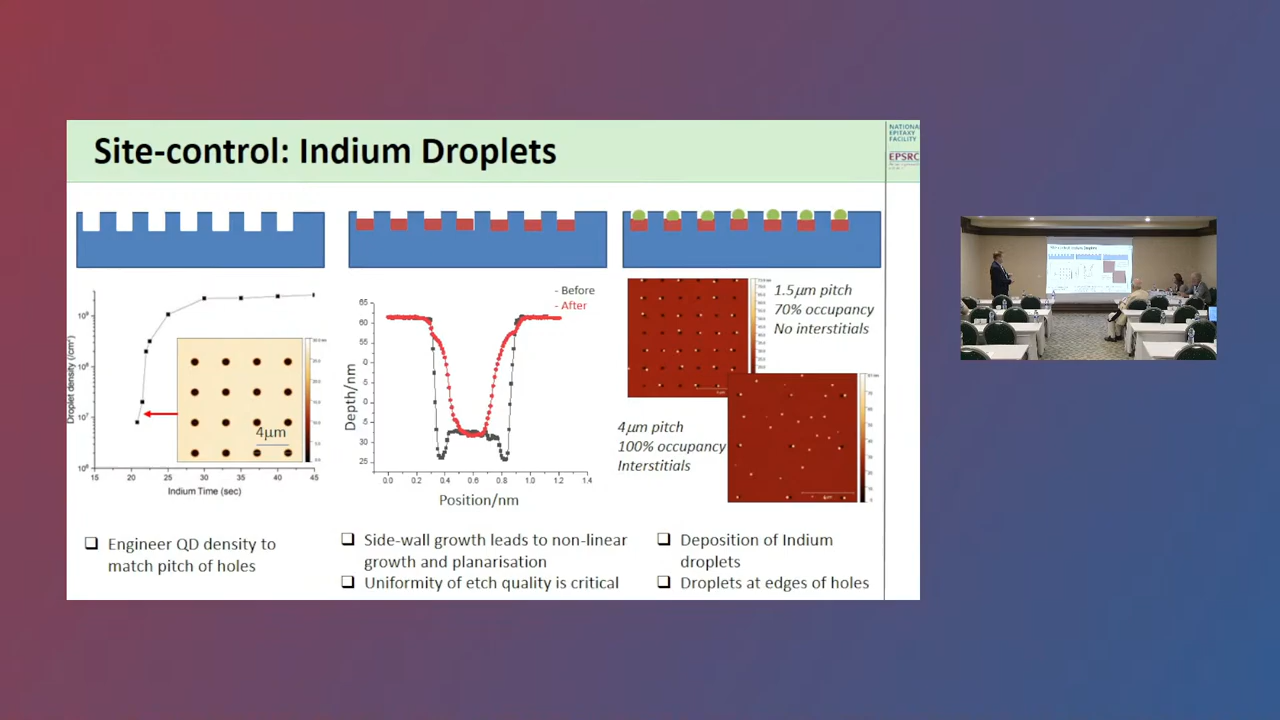 Site-control: Indium Droplets
NATIONAL
EPITAXY
FACILITY
EPSRC
Droplet density (/cm²)
10⁹
10⁸
10⁷
10⁶
15
20
25
30
35
40
45
Indium Time (sec)
4μm
- Before
- After
Depth/nm
65
60
55
30
25
0.0
0.2
0.4
0.6
0.8
1.0
1.2
1.4
Position/nm
1.5μm pitch
70% occupancy
No interstitials
4μm pitch
100% occupancy
Interstitials
❑ Engineer QD density to
match pitch of holes
❑ Side-wall growth leads to non-linear
growth and planarisation
❑ Uniformity of etch quality is critical
❑ Deposition of Indium
droplets
❑ Droplets at edges of holes
Site-control: Indium Droplets